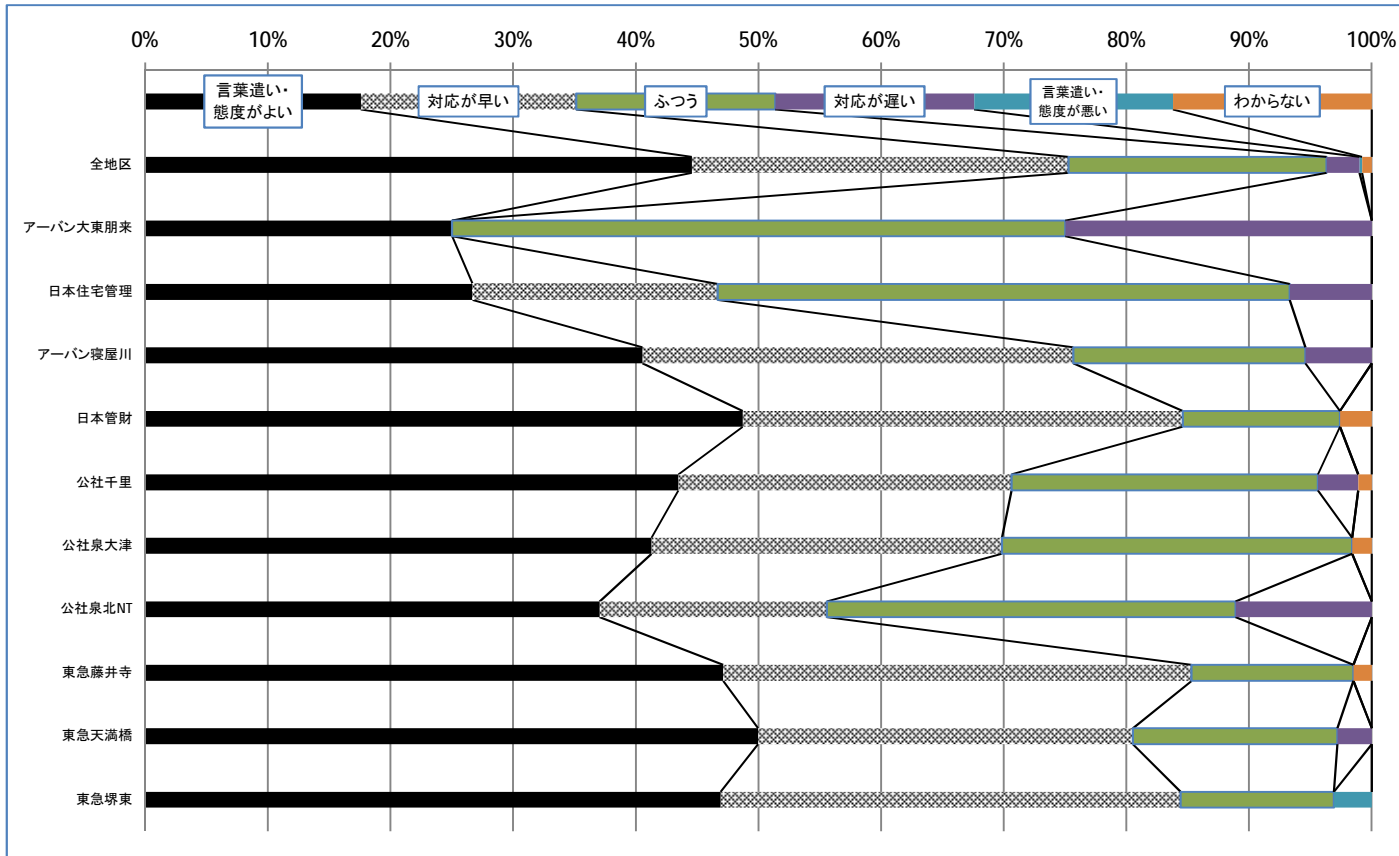 0% 10% 20% 30% 40% 50% 60% 70% 80% 90% 100%
言葉遣い・
態度がよい
対応が早い
ふつう
対応が遅い
言葉遣い・
態度が悪い
わからない
全地区
アーバン大東朋来
日本住宅管理
アーバン寝屋川
日本管財
公社千里
公社泉大津
公社泉北NT
東急藤井寺
東急天満橋
東急堺東